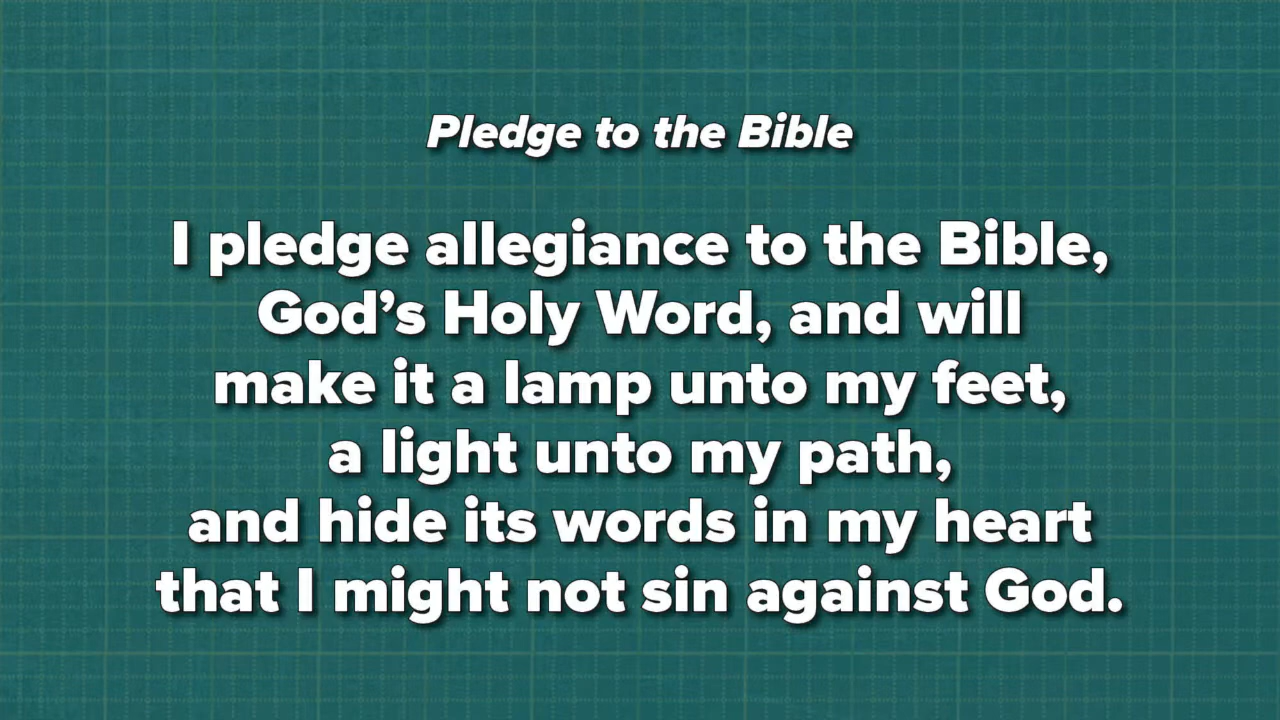 Pledge to the Bible
I pledge allegiance to the Bible,
God’s Holy Word, and will
make it a lamp unto my feet,
a light unto my path,
and hide its words in my heart
that I might not sin against God.